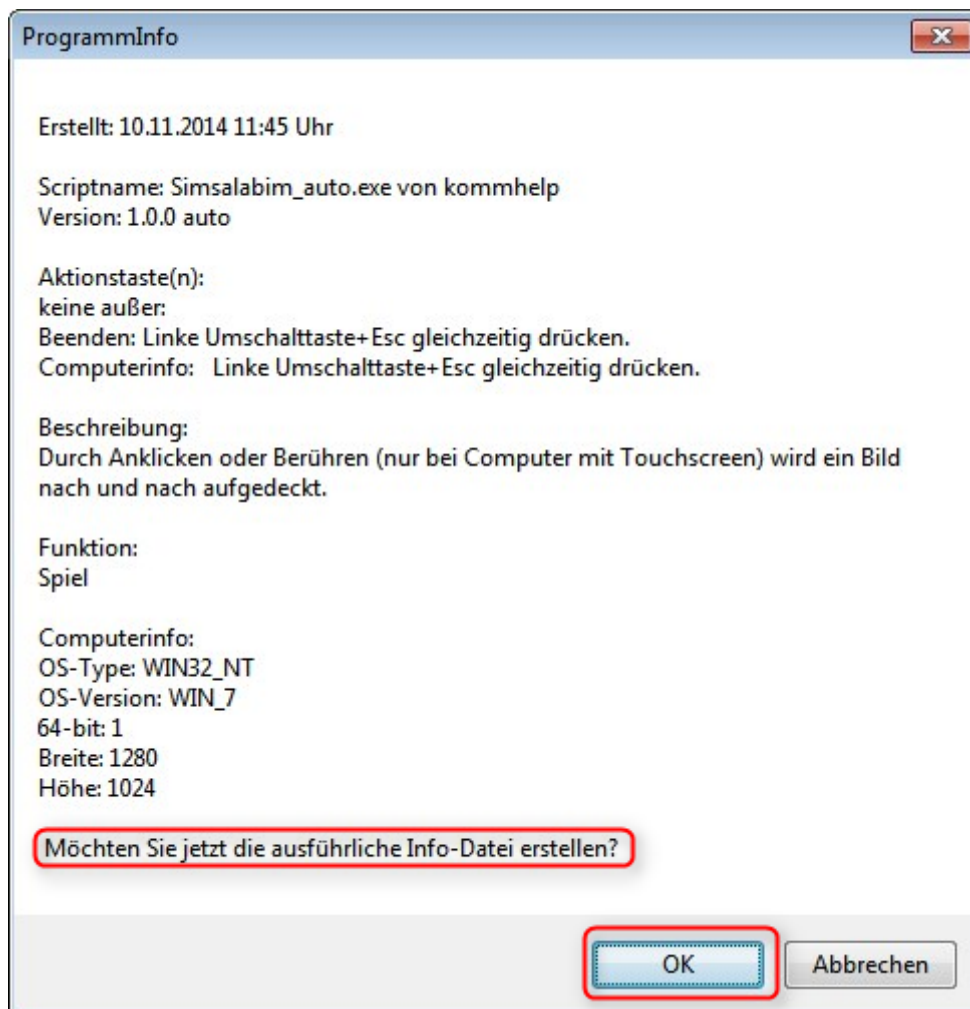 ProgrammInfo
Erstellt: 10.11.2014 11:45 Uhr
Scriptname: Simsalabim_auto.exe von kommhelp
Version: 1.0.0 auto
Aktionstaste(n):
keine außer:
Beenden: Linke Umschalttaste+Esc gleichzeitig drücken.
Computerinfo:   Linke Umschalttaste+Esc gleichzeitig drücken.
Beschreibung:
Durch Anklicken oder Berühren (nur bei Computer mit Touchscreen) wird ein Bild
nach und nach aufgedeckt.
Funktion:
Spiel
Computerinfo:
OS-Type: WIN32_NT
OS-Version: WIN_7
64-bit: 1
Breite: 1280
Höhe: 1024
Möchten Sie jetzt die ausführliche Info-Datei erstellen?
OK
Abbrechen